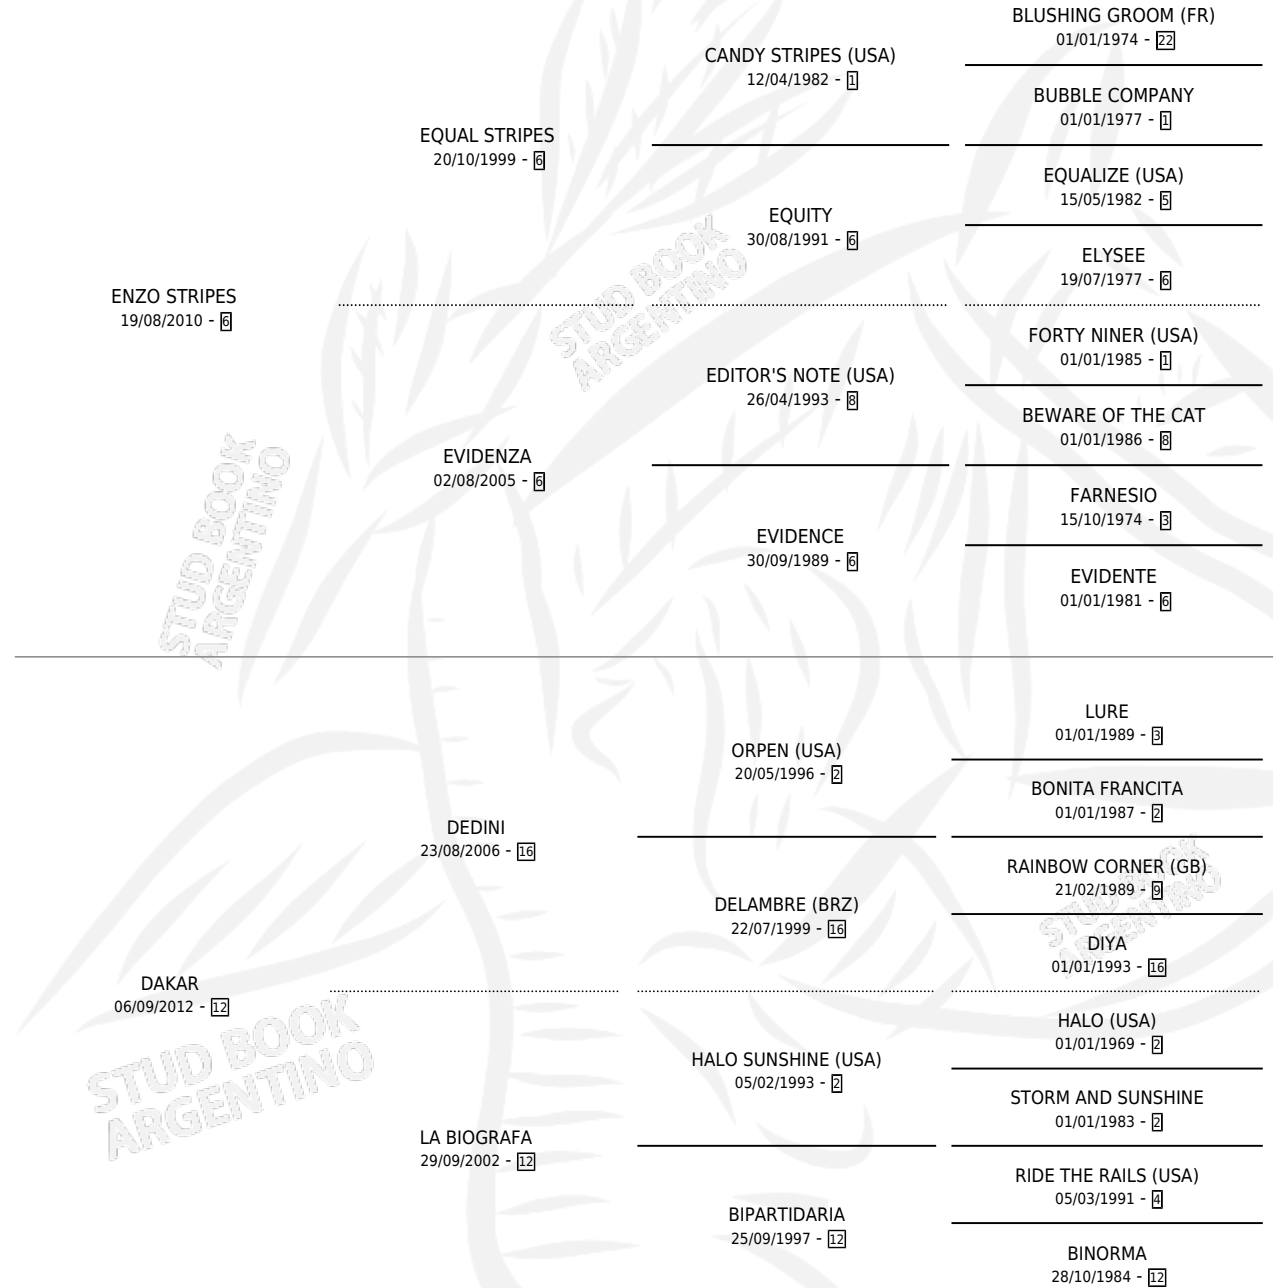 BLUSHING GROOM (FR)
01/01/1974 - 22
CANDY STRIPES (USA)
12/04/1982 - 1
BUBBLE COMPANY
01/01/1977 - 1
EQUAL STRIPES
20/10/1999 - 6
EQUALIZE (USA)
15/05/1982 - 5
EQUITY
30/08/1991 - 6
ELYSEE
19/07/1977 - 6
ENZO STRIPES
19/08/2010 - 6
FORTY NINER (USA)
01/01/1985 - 1
EDITOR'S NOTE (USA)
26/04/1993 - 8
BEWARE OF THE CAT
01/01/1986 - 8
EVIDENZA
02/08/2005 - 6
FARNESIO
15/10/1974 - 3
EVIDENCE
30/09/1989 - 6
EVIDENTE
01/01/1981 - 6
LURE
01/01/1989 - 3
ORPEN (USA)
20/05/1996 - 2
BONITA FRANCITA
01/01/1987 - 2
DEDINI
23/08/2006 - 16
RAINBOW CORNER (GB)
21/02/1989 - 9
DELAMBRE (BRZ)
22/07/1999 - 16
DIYA
01/01/1993 - 16
DAKAR
06/09/2012 - 12
HALO (USA)
01/01/1969 - 2
HALO SUNSHINE (USA)
05/02/1993 - 2
STORM AND SUNSHINE
01/01/1983 - 2
LA BIOGRAFA
29/09/2002 - 12
RIDE THE RAILS (USA)
05/03/1991 - 4
BIPARTIDARIA
25/09/1997 - 12
BINORMA
28/10/1984 - 12
STUD BOOK
ARGENTINO
STUD BOOK
ARGENTINO
STUD BOOK
ARGENTINO
STUD BOOK
ARGENTINO